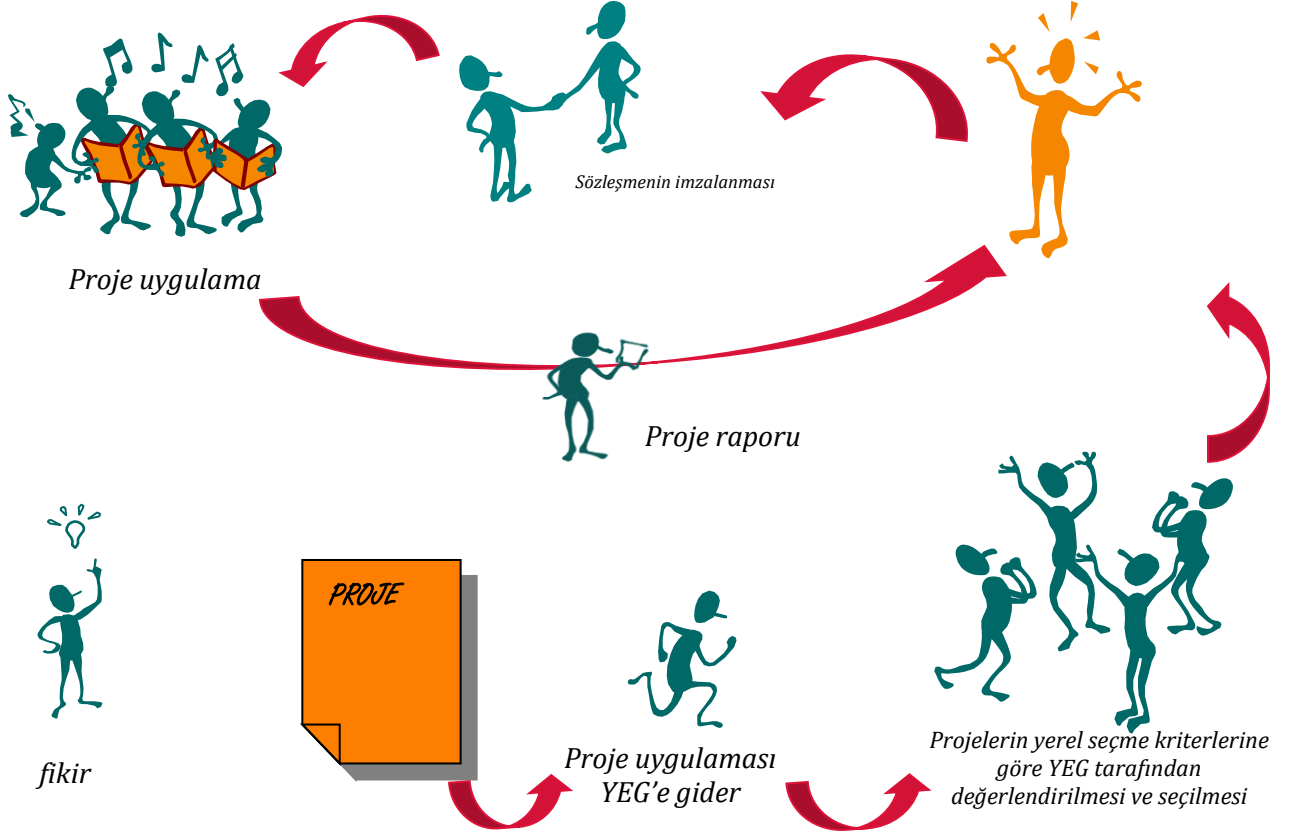 Sözleşmenin imzalanması
Proje uygulama
Proje raporu
PROJE
fikir
Proje uygulaması
YEG’e gider
Projelerin yerel seçme kriterlerine
göre YEG tarafından
değerlendirilmesi ve seçilmesi